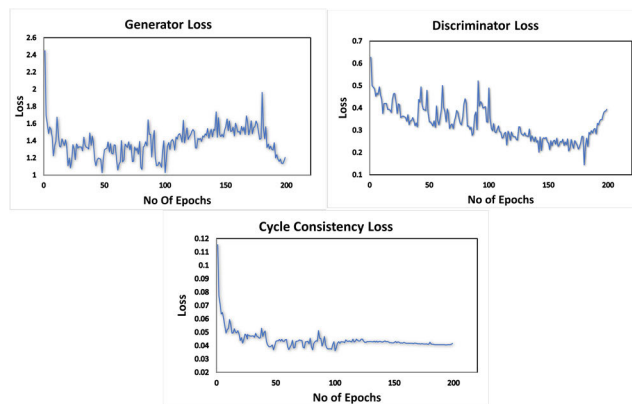 Generator Loss
2.6
2.4
2.2
2
1.8
1.6
1.4
1.2
1
Loss
0 50 100 150 200
No Of Epochs
Discriminator Loss
0.7
0.6
0.5
0.4
0.3
0.2
0.1
Loss
0 50 100 150 200
No of Epochs
Cycle Consistency Loss
0.12
0.11
0.1
0.09
0.08
0.07
0.06
0.05
0.04
0.03
0.02
Loss
0 50 100 150 200
No of Epochs